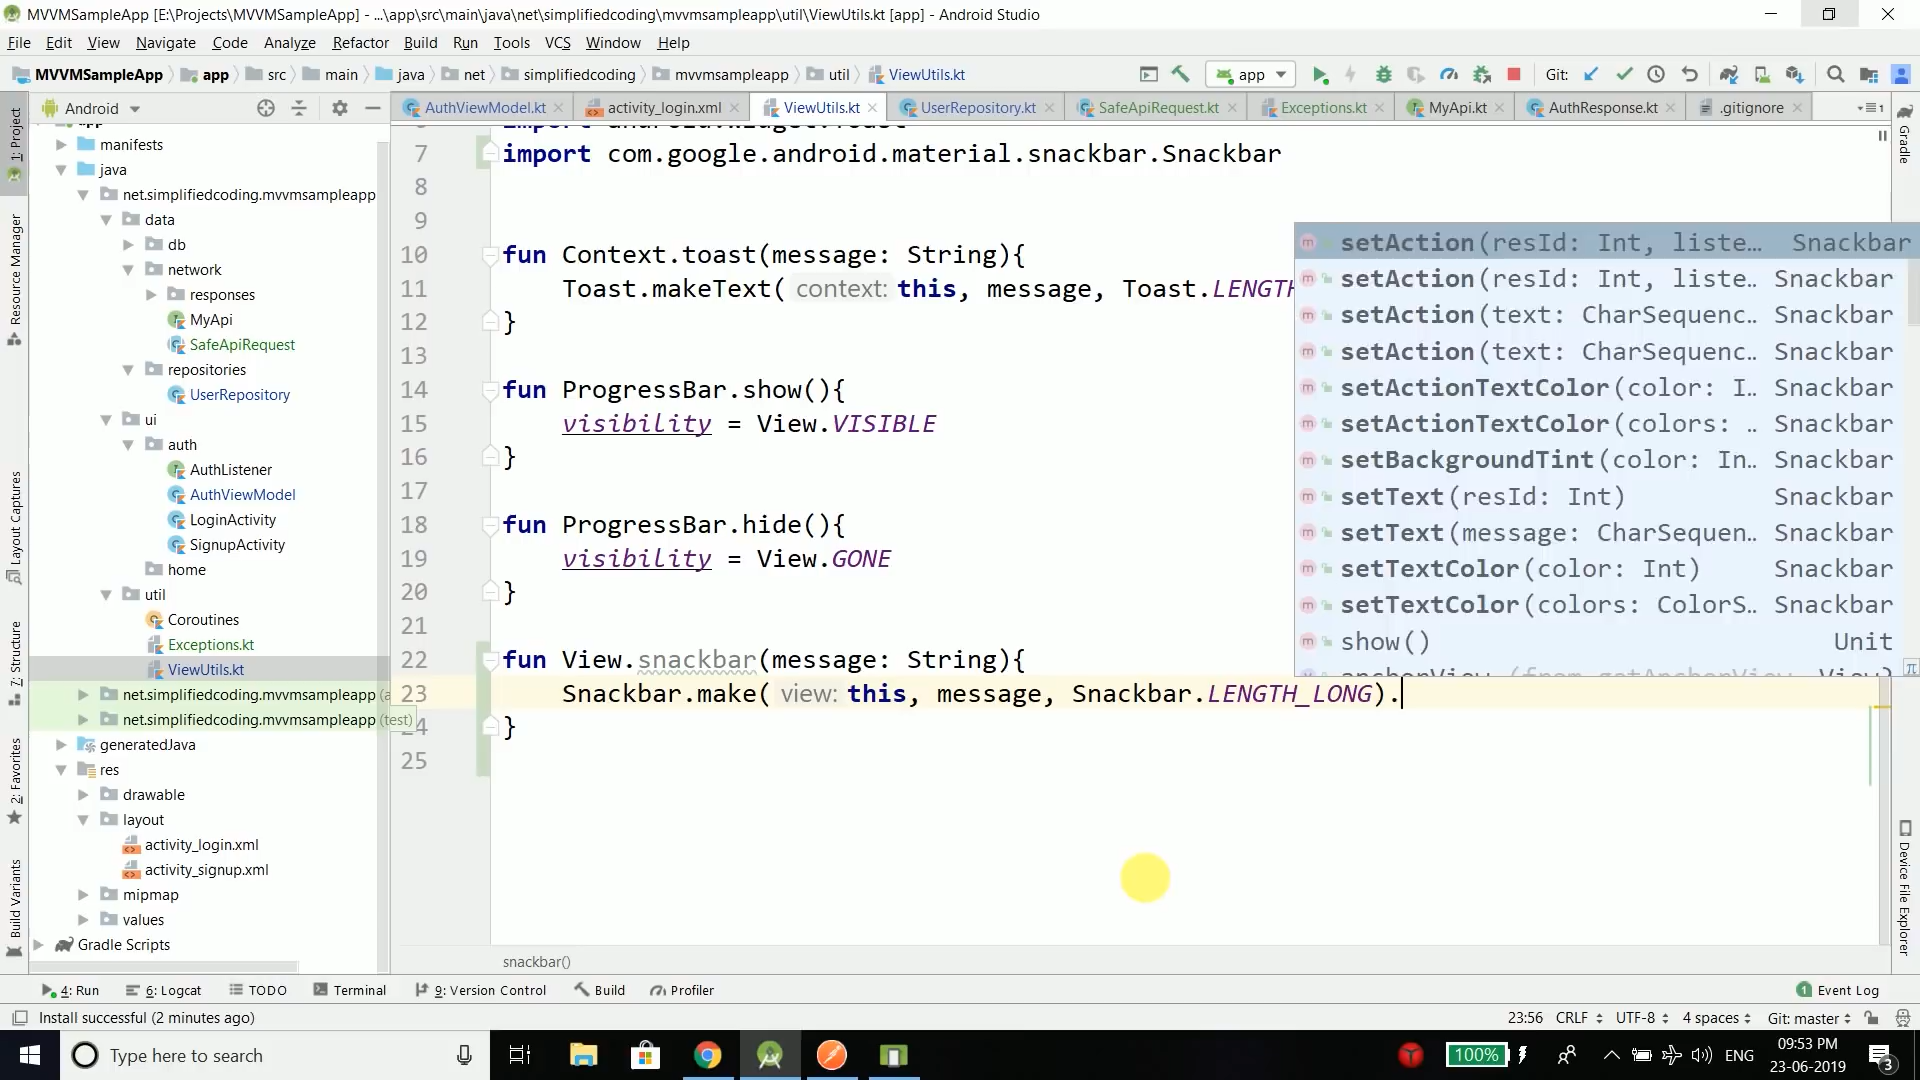 MVVMSampleApp [E:\Projects\MVVMSampleApp] - ...\app\src\main\java\net\simplifiedcoding\mvvmsampleapp\util\ViewUtils.kt [app] - Android Studio
File Edit View Navigate Code Analyze Refactor Build Run Tools VCS Window Help
MVVMSampleApp app src main java net simplifiedcoding mvvmsampleapp util ViewUtils.kt app Git:
Android AuthViewModel.kt activity_login.xml ViewUtils.kt UserRepository.kt SafeApiRequest.kt Exceptions.kt MyApi.kt AuthResponse.kt .gitignore
1: Project
Resource Manager
Layout Captures
7: Structure
2: Favorites
Build Variants
app
manifests
java
net.simplifiedcoding.mvvmsampleapp
data
db
network
responses
MyApi
SafeApiRequest
repositories
UserRepository
ui
auth
AuthListener
AuthViewModel
LoginActivity
SignupActivity
home
util
Coroutines
Exceptions.kt
ViewUtils.kt
net.simplifiedcoding.mvvmsampleapp (a
net.simplifiedcoding.mvvmsampleapp (test)
generatedJava
res
drawable
layout
activity_login.xml
activity_signup.xml
mipmap
values
Gradle Scripts
7 import com.google.android.material.snackbar.Snackbar
8
9
10 fun Context.toast(message: String){
11 Toast.makeText( context: this, message, Toast.LENGTH
12 }
13
14 fun ProgressBar.show(){
15 visibility = View.VISIBLE
16 }
17
18 fun ProgressBar.hide(){
19 visibility = View.GONE
20 }
21
22 fun View.snackbar(message: String){
23 Snackbar.make( view: this, message, Snackbar.LENGTH_LONG).
24 }
25
setAction(resId: Int, liste… Snackbar
setAction(resId: Int, liste… Snackbar
setAction(text: CharSequenc… Snackbar
setAction(text: CharSequenc… Snackbar
setActionTextColor(color: I… Snackbar
setActionTextColor(colors: … Snackbar
setBackgroundTint(color: In… Snackbar
setText(resId: Int) Snackbar
setText(message: CharSequen… Snackbar
setTextColor(color: Int) Snackbar
setTextColor(colors: ColorS… Snackbar
show() Unit
Gradle
Device File Explorer
snackbar()
4: Run 6: Logcat TODO Terminal 9: Version Control Build Profiler 1 Event Log
Install successful (2 minutes ago) 23:56 CRLF UTF-8 4 spaces Git: master
Type here to search 100% ENG 09:53 PM
23-06-2019 3